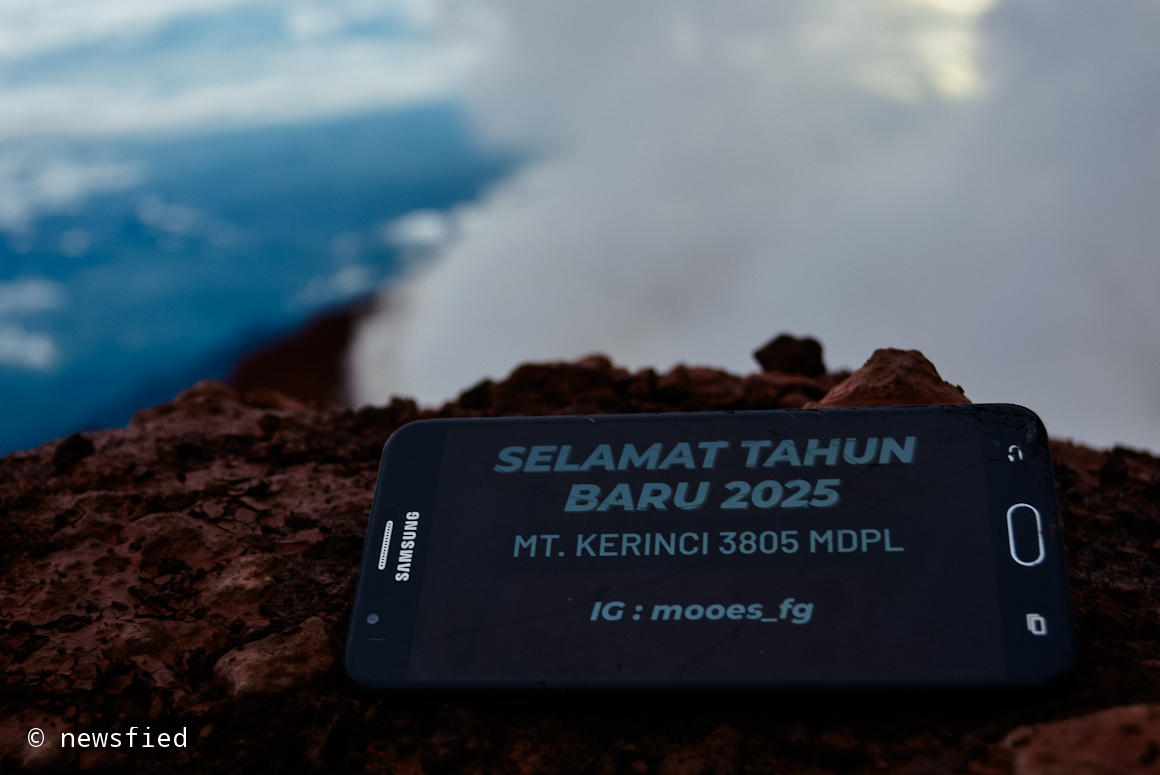 SELAMAT TAHUN
BARU 2025
MT. KERINCI 3805 MDPL
IG : mooes_fg
SAMSUNG
© newsfied